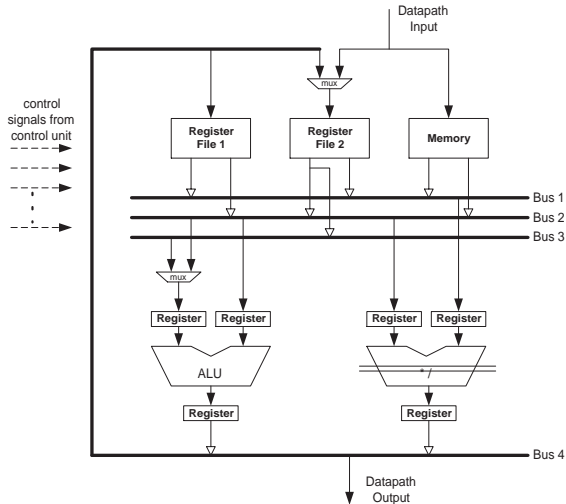 Datapath
Input
mux
control
signals from
control unit
Register
File 1
Register
File 2
Memory
Bus 1
Bus 2
Bus 3
mux
Register
Register
Register
Register
ALU
* /
Register
Register
Bus 4
Datapath
Output